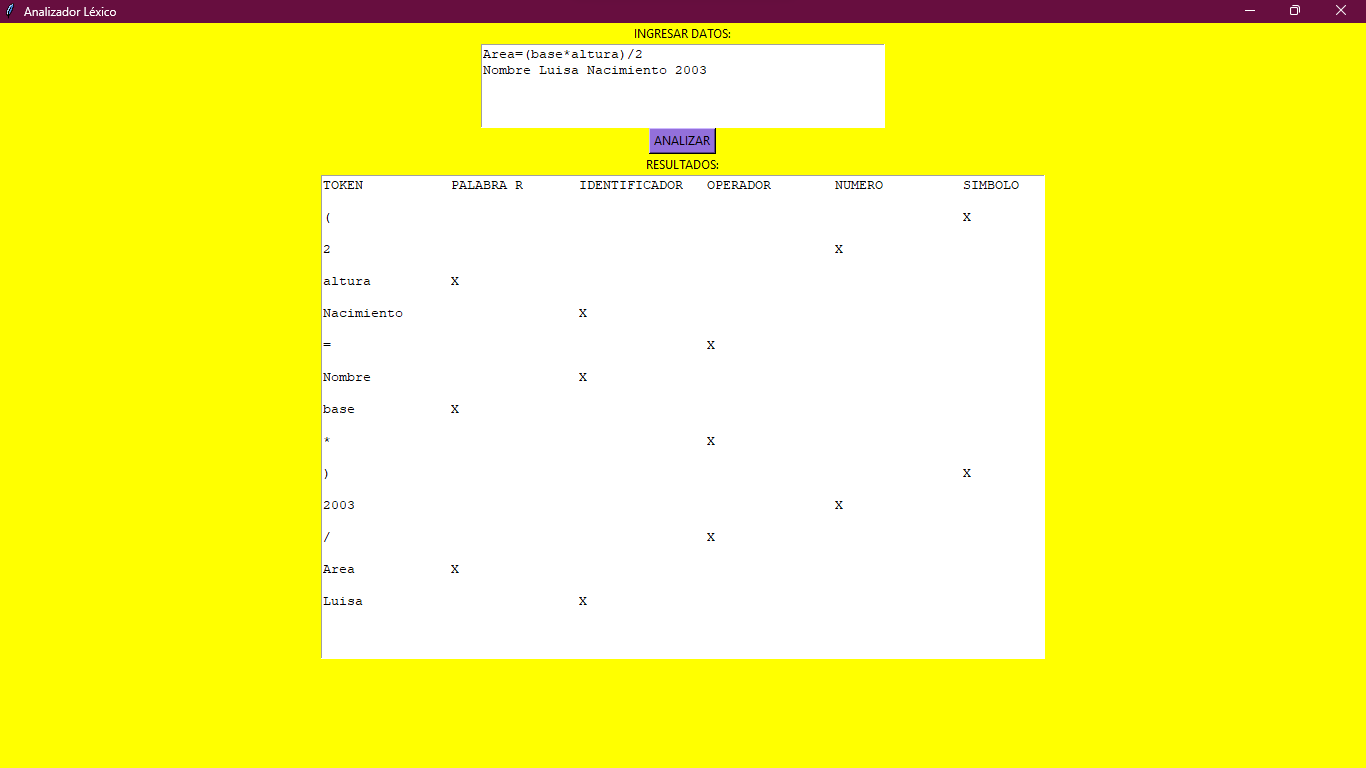 Analizador Léxico
INGRESAR DATOS:
Area=(base*altura)/2
Nombre Luisa Nacimiento 2003
ANALIZAR
RESULTADOS:
TOKEN PALABRA R IDENTIFICADOR OPERADOR NUMERO SIMBOLO
( X
2 X
altura X
Nacimiento X
= X
Nombre X
base X
* X
) X
2003 X
/ X
Area X
Luisa X